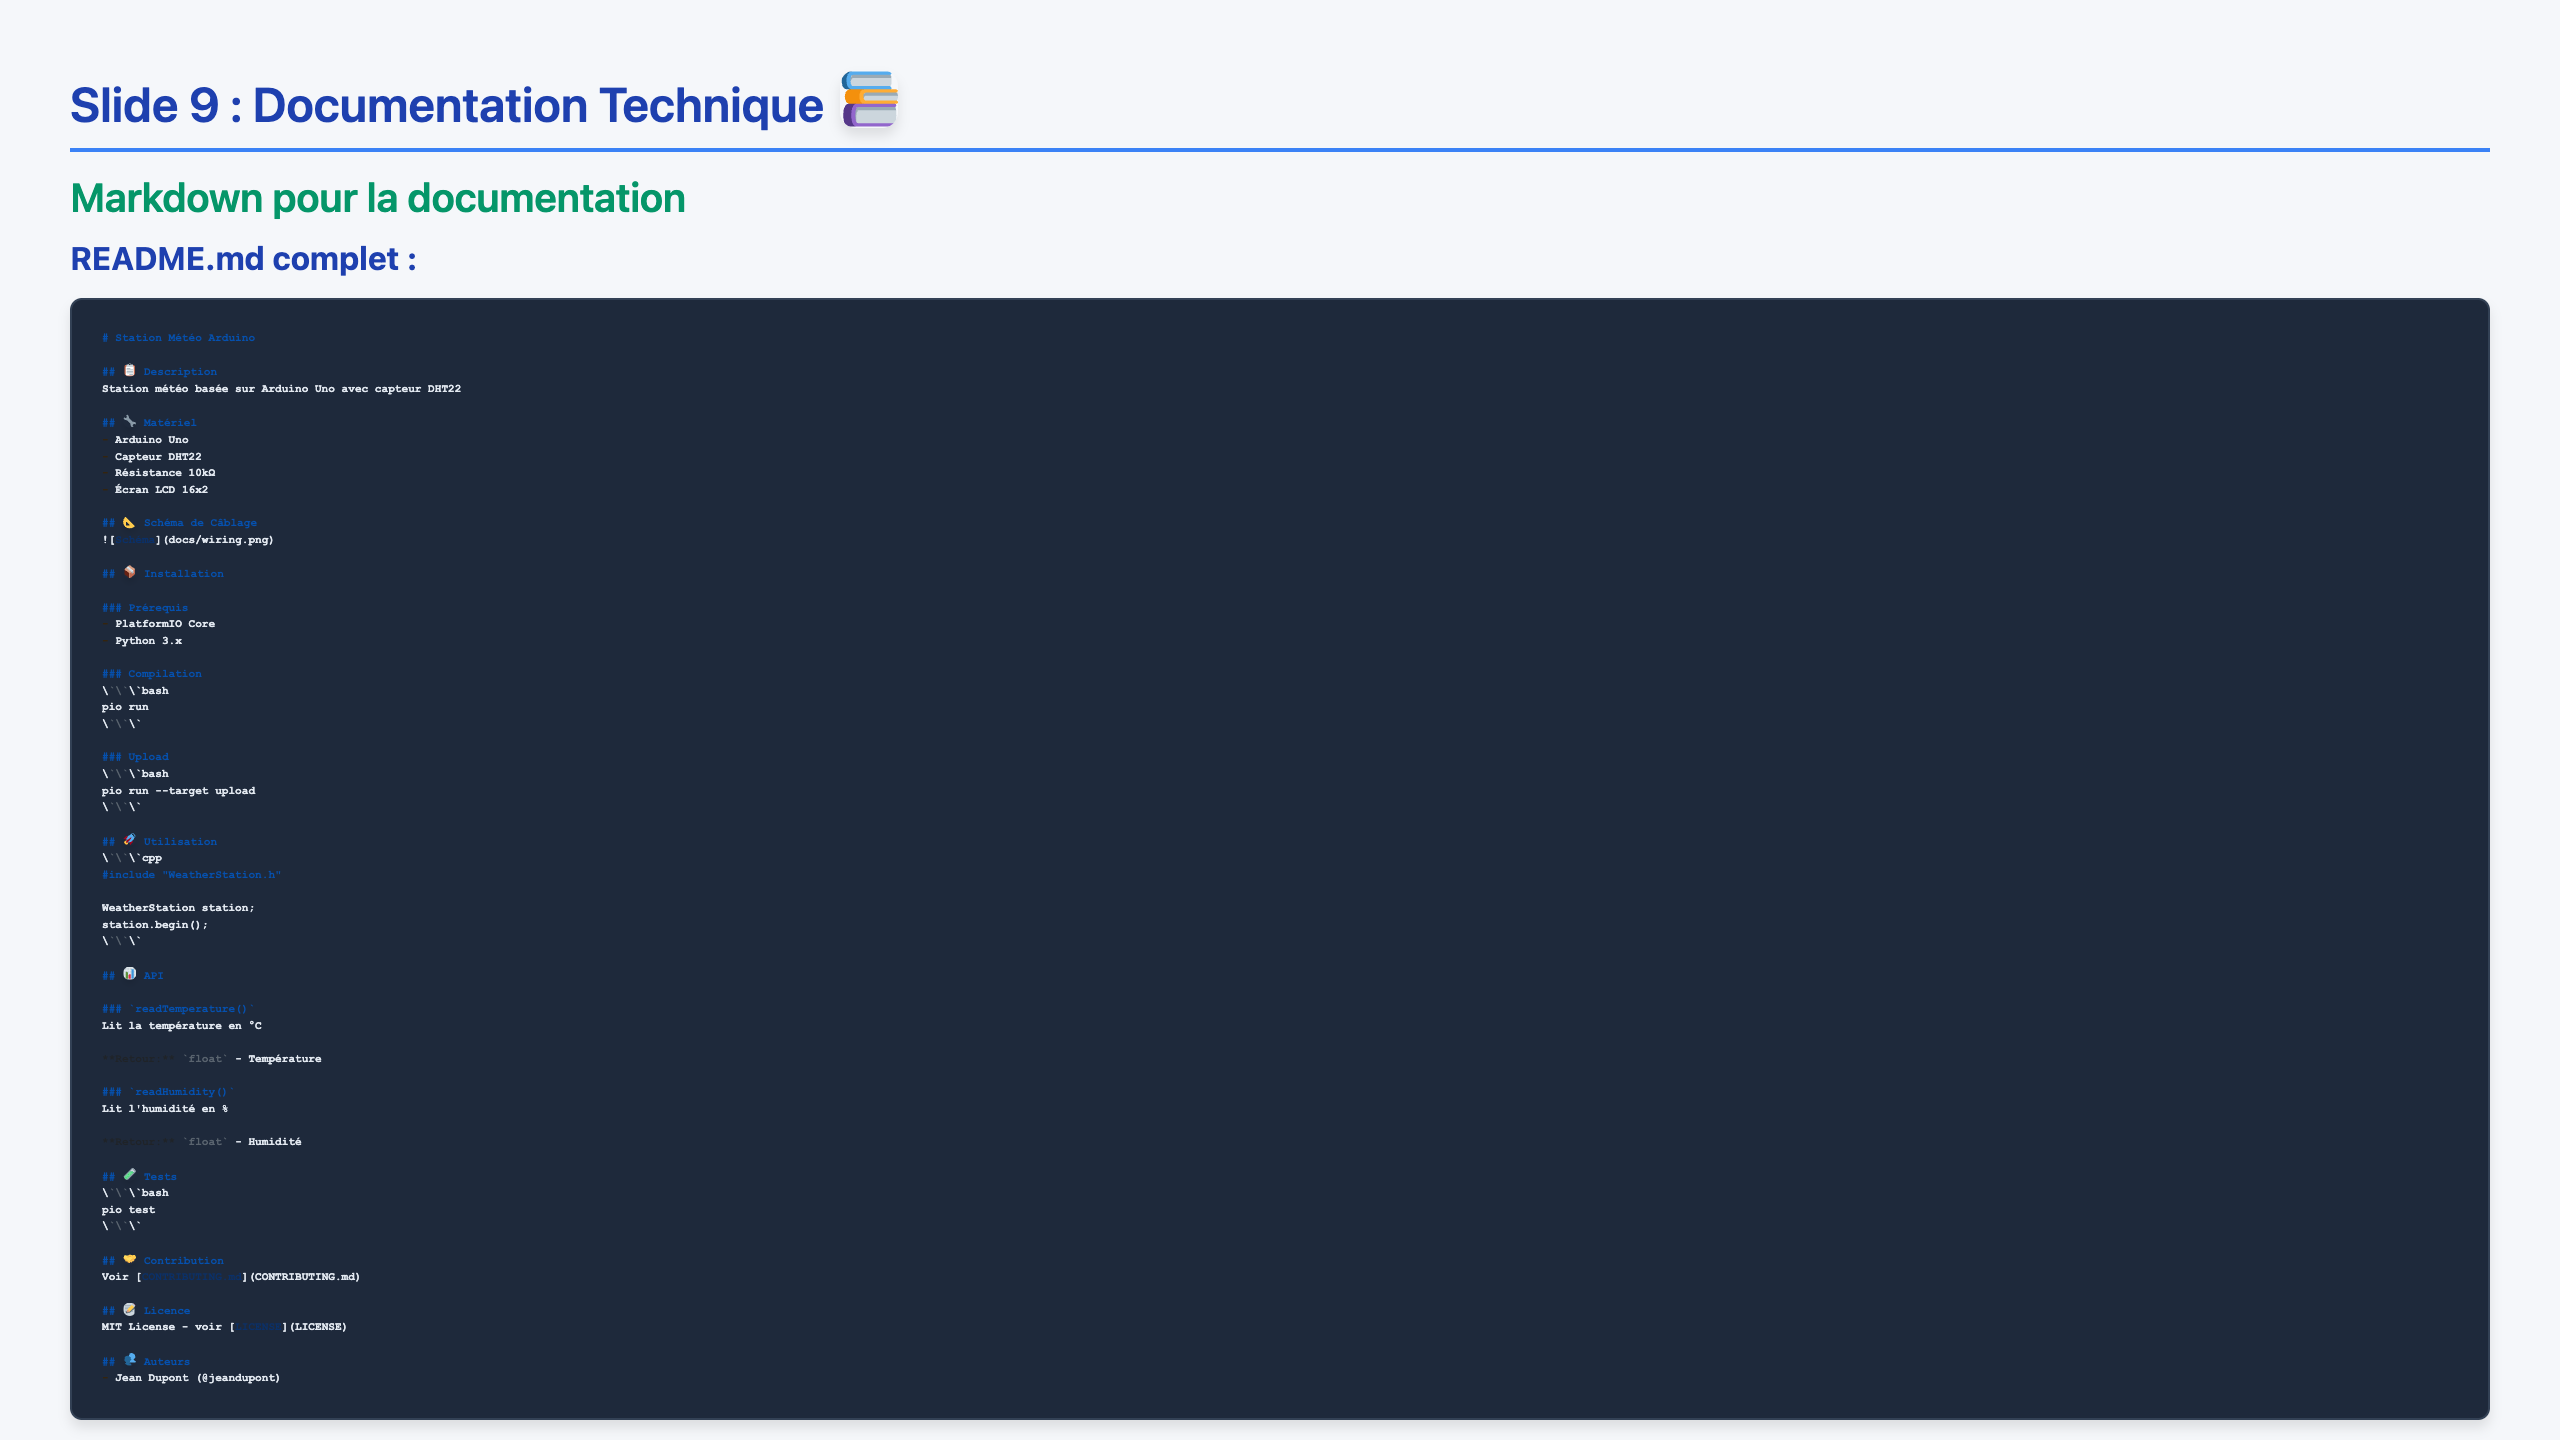 Slide 9 : Documentation Technique 📚
Markdown pour la documentation
README.md complet :
# Station Météo Arduino
## 📋 Description
Station météo basée sur Arduino Uno avec capteur DHT22
## 🔧 Matériel
Arduino Uno
Capteur DHT22
Résistance 10kΩ
Écran LCD 16x2
## 📐 Schéma de Câblage
![](docs/wiring.png)
## 📦 Installation
### Prérequis
PlatformIO Core
Python 3.x
### Compilation
\`\`\`bash
pio run
\`\`\`
### Upload
\`\`\`bash
pio run --target upload
\`\`\`
## 🚀 Utilisation
\`\`\`cpp
#include "WeatherStation.h"
WeatherStation station;
station.begin();
\`\`\`
## 📊 API
### `readTemperature()`
Lit la température en °C
`float` - Température
### `readHumidity()`
Lit l'humidité en %
`float` - Humidité
## 🧪 Tests
\`\`\`bash
pio test
\`\`\`
## 🤝 Contribution
Voir [](CONTRIBUTING.md)
## 📝 Licence
MIT License - voir [](LICENSE)
## 👥 Auteurs
Jean Dupont (@jeandupont)